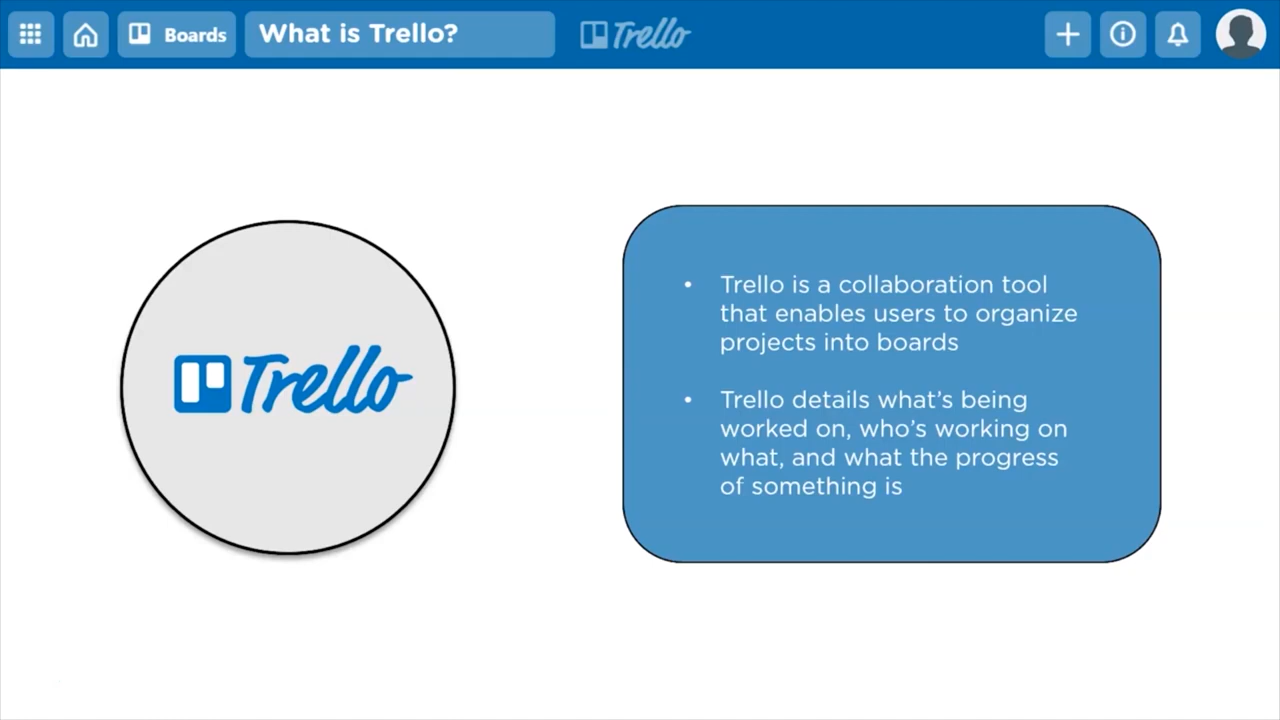 Boards
What is Trello?
Trello
Trello
• Trello is a collaboration tool
that enables users to organize
projects into boards
• Trello details what’s being
worked on, who’s working on
what, and what the progress
of something is